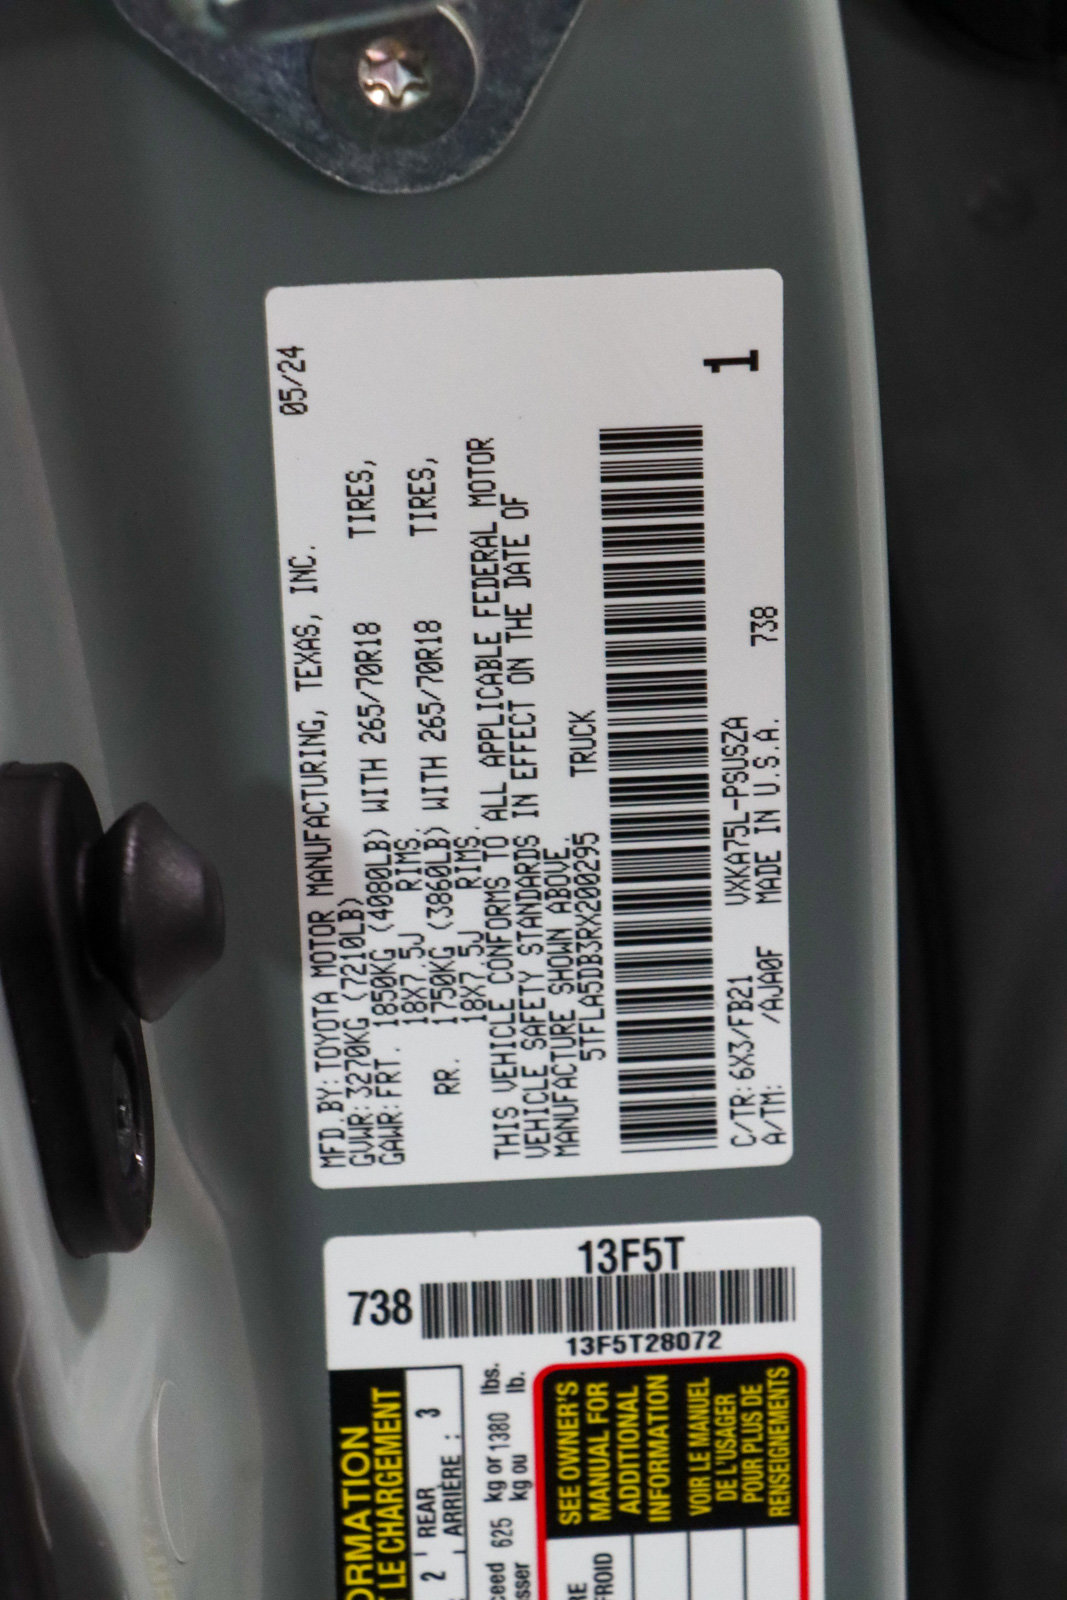 MFD.BY:TOYOTA MOTOR MANUFACTURING, TEXAS, INC. 05/24
GVWR:3270KG (7210LB)
GAWR:FRT. 1850KG (4080LB) WITH 265/70R18 TIRES,
18X7.5J RIMS.
RR. 1750KG (3860LB) WITH 265/70R18 TIRES,
18X7.5J RIMS.
THIS VEHICLE CONFORMS TO ALL APPLICABLE FEDERAL MOTOR
VEHICLE SAFETY STANDARDS IN EFFECT ON THE DATE OF
MANUFACTURE SHOWN ABOVE.
5TFLA5DB3RX200295 TRUCK
C/TR:6X3/FB21 VXKA75L-PSUSZA
A/TM: /AJA0F MADE IN U.S.A. 738
1
13F5T
738
13F5T28072
LE CHARGEMENT
2 REAR
ARRIÈRE : 3
625 kg or 1380 lbs.
kg ou lb.
SEE OWNER'S
MANUAL FOR
ADDITIONAL
INFORMATION
VOIR LE MANUEL
DE L'USAGER
POUR PLUS DE
RENSEIGNEMENTS